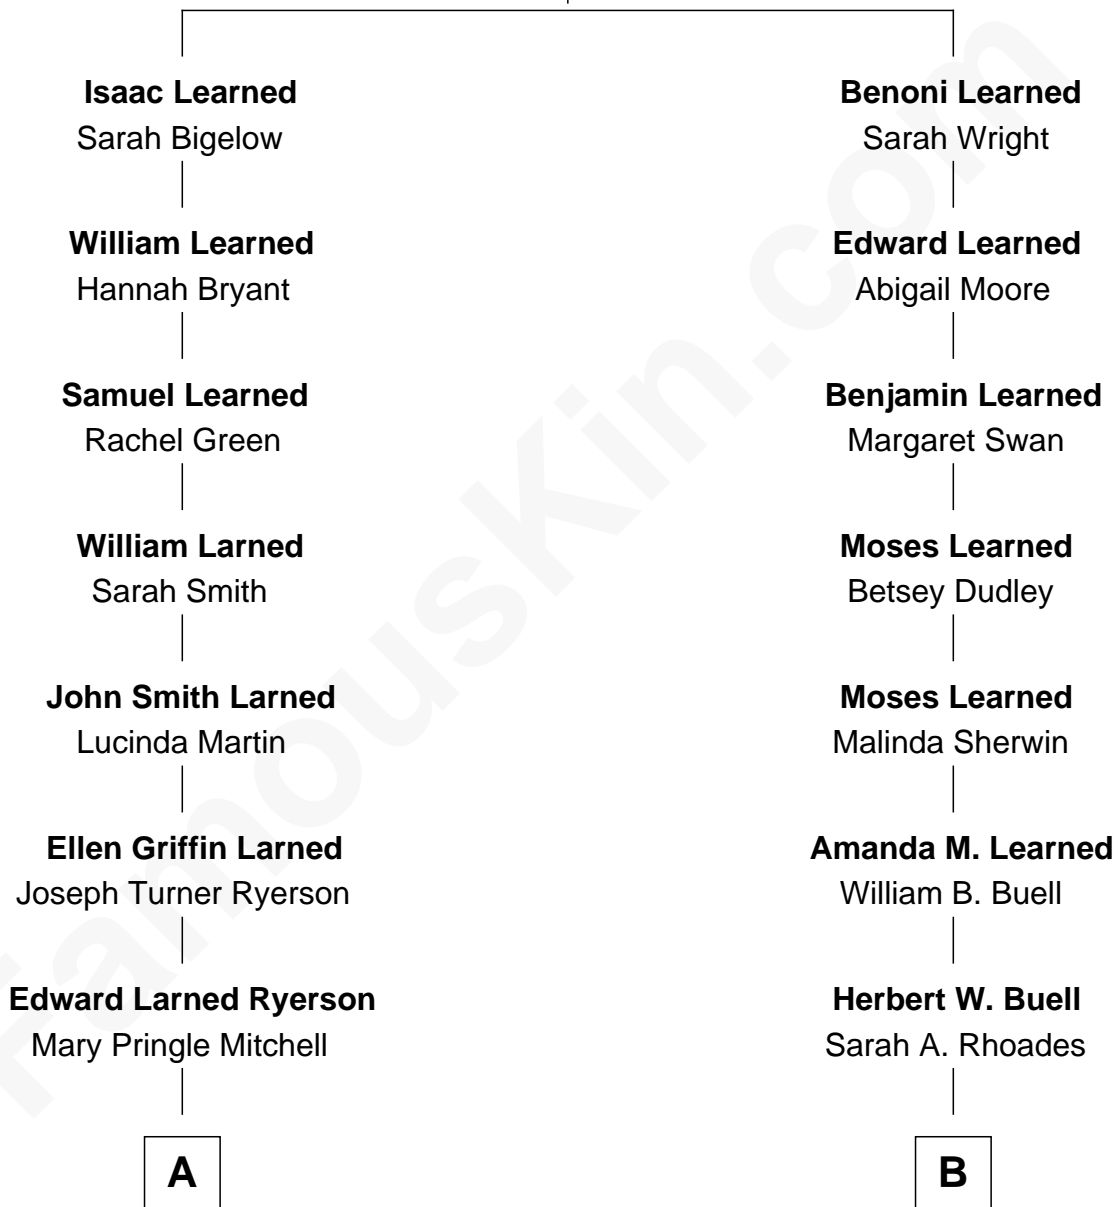 Isaac Learned
Sarah Bigelow
Benoni Learned
Sarah Wright
William Learned
Hannah Bryant
Edward Learned
Abigail Moore
Samuel Learned
Rachel Green
Benjamin Learned
Margaret Swan
William Larned
Sarah Smith
Moses Learned
Betsey Dudley
John Smith Larned
Lucinda Martin
Moses Learned
Malinda Sherwin
Ellen Griffin Larned
Joseph Turner Ryerson
Amanda M. Learned
William B. Buell
Edward Larned Ryerson
Mary Pringle Mitchell
Herbert W. Buell
Sarah A. Rhoades
A
B
FamousKin.com